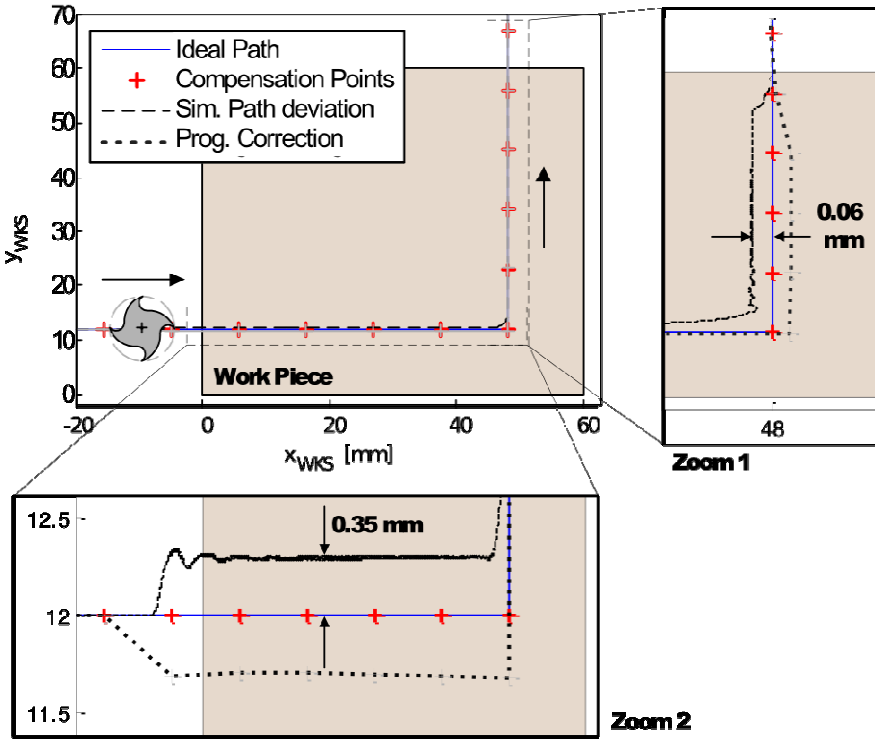 70
60
50
40
30
20
10
0
y_WKS
Ideal Path
Compensation Points
Sim. Path deviation
Prog. Correction
Work Piece
-20
0
20
40
60
x_WKS [mm]
0.06
mm
48
Zoom 1
12.5
12
11.5
0.35 mm
Zoom 2